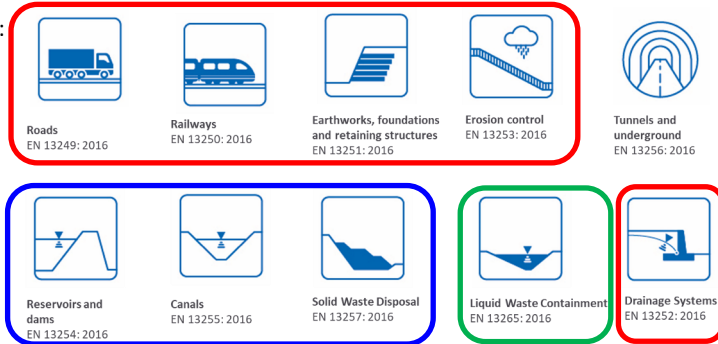 :
Roads
EN 13249: 2016
Railways
EN 13250: 2016
Earthworks, foundations
and retaining structures
EN 13251: 2016
Erosion control
EN 13253: 2016
Tunnels and
underground
EN 13256: 2016
Reservoirs and
dams
EN 13254: 2016
Canals
EN 13255: 2016
Solid Waste Disposal
EN 13257: 2016
Liquid Waste Containment
EN 13265: 2016
Drainage Systems
EN 13252: 2016